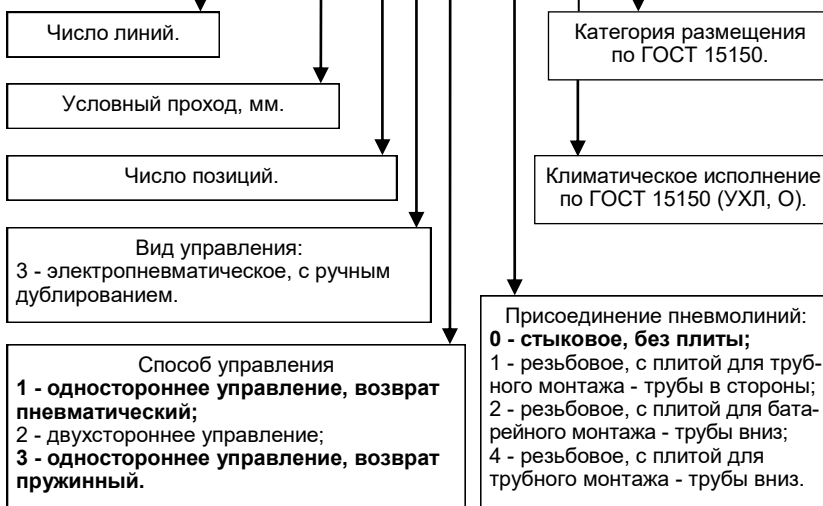 Число линий.
Условный проход, мм.
Число позиций.
Вид управления:
3 - электропневматическое, с ручным
дублированием.
Способ управления
1 - одностороннее управление, возврат
пневматический;
2 - двухстороннее управление;
3 - одностороннее управление, возврат
пружинный.
Категория размещения
по ГОСТ 15150.
Климатическое исполнение
по ГОСТ 15150 (УХЛ, О).
Присоединение пневмолиний:
0 - стыковое, без плиты;
1 - резьбовое, с плитой для труб-
ного монтажа - трубы в стороны;
2 - резьбовое, с плитой для бата-
рейного монтажа - трубы вниз;
4 - резьбовое, с плитой для
трубного монтажа - трубы вниз.